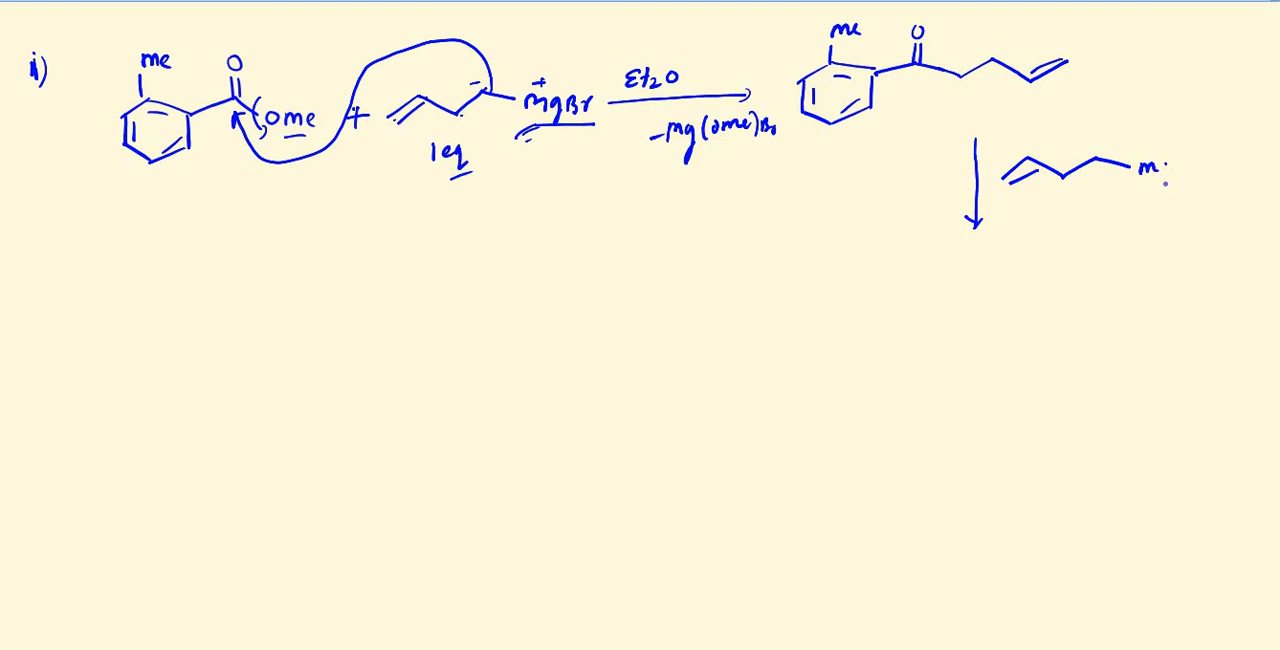 i)
me
O
OMe
+
- +
MgBr
1eq
Et2O
-Mg(OMe)Br
me
O
m